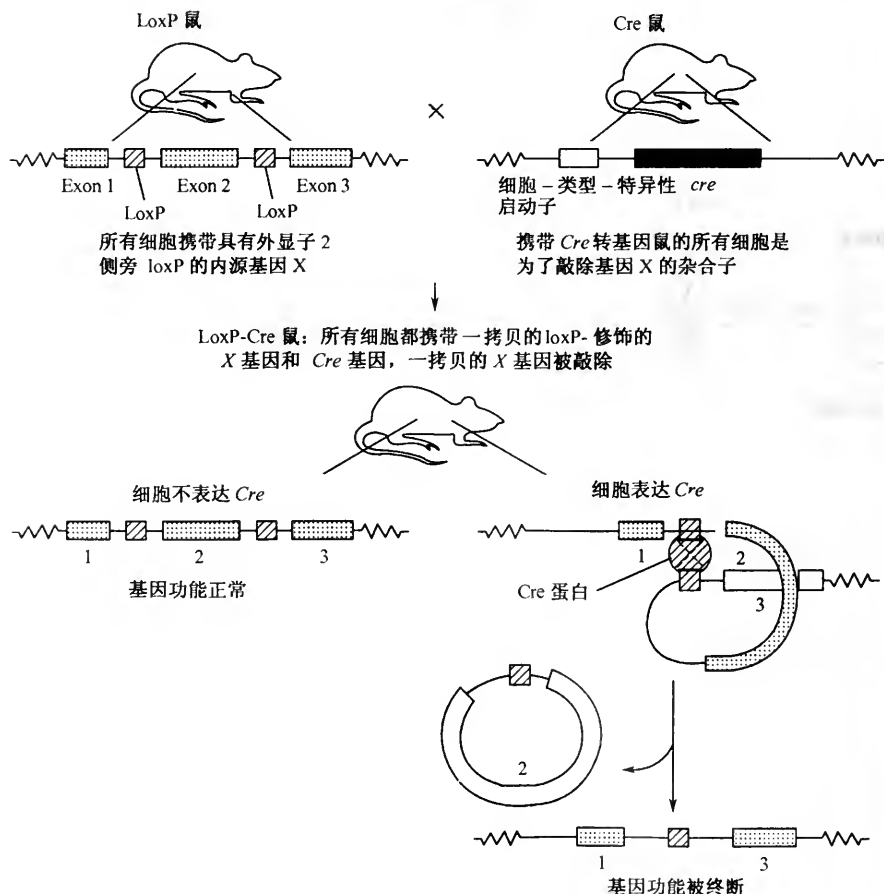 LoxP 鼠
Cre 鼠
×
Exon 1
Exon 2
Exon 3
LoxP
LoxP
细胞–类型–特异性 cre
启动子
所有细胞携带具有外显子 2
侧旁 loxP 的内源基因 X
携带 Cre 转基因鼠的所有细胞是
为了敲除基因 X 的杂合子
LoxP-Cre 鼠：所有细胞都携带一拷贝的loxP- 修饰的
X 基因和 Cre 基因，一拷贝的 X 基因被敲除
细胞不表达 Cre
1
2
3
基因功能正常
细胞表达 Cre
1
2
Cre 蛋白
3
2
1
3
基因功能被终断